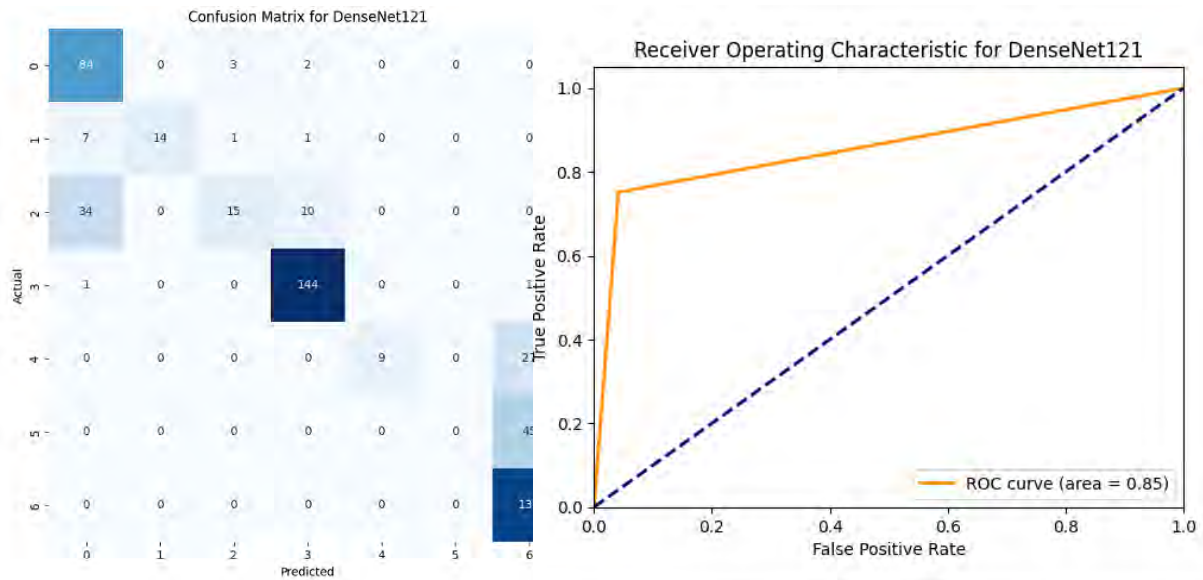 Confusion Matrix for DenseNet121
0 84 0 3 2 0 0 0
1 7 14 1 1 0 0 0
2 34 0 15 10 0 0 0
3 1 0 0 144 0 0
4 0 0 0 0 9 0 21
5 0 0 0 0 0 0 45
6 0 0 0 0 0 0 13
0 1 2 3 4 5 6
Actual
Predicted
Receiver Operating Characteristic for DenseNet121
1.0
0.8
0.6
0.4
0.2
0.0
True Positive Rate
ROC curve (area = 0.85)
0.0 0.2 0.4 0.6 0.8 1.0
False Positive Rate